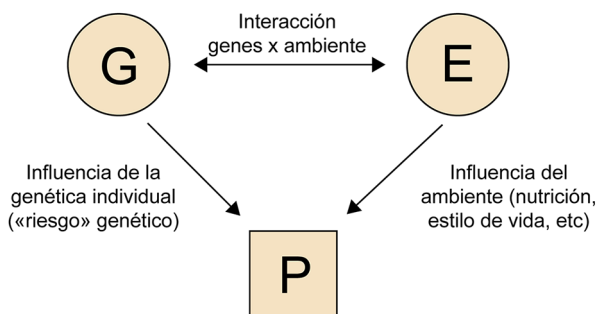 Interacción
genes x ambiente
G
E
Influencia de la
genética individual
(«riesgo» genético)
Influencia del
ambiente (nutrición,
estilo de vida, etc)
P